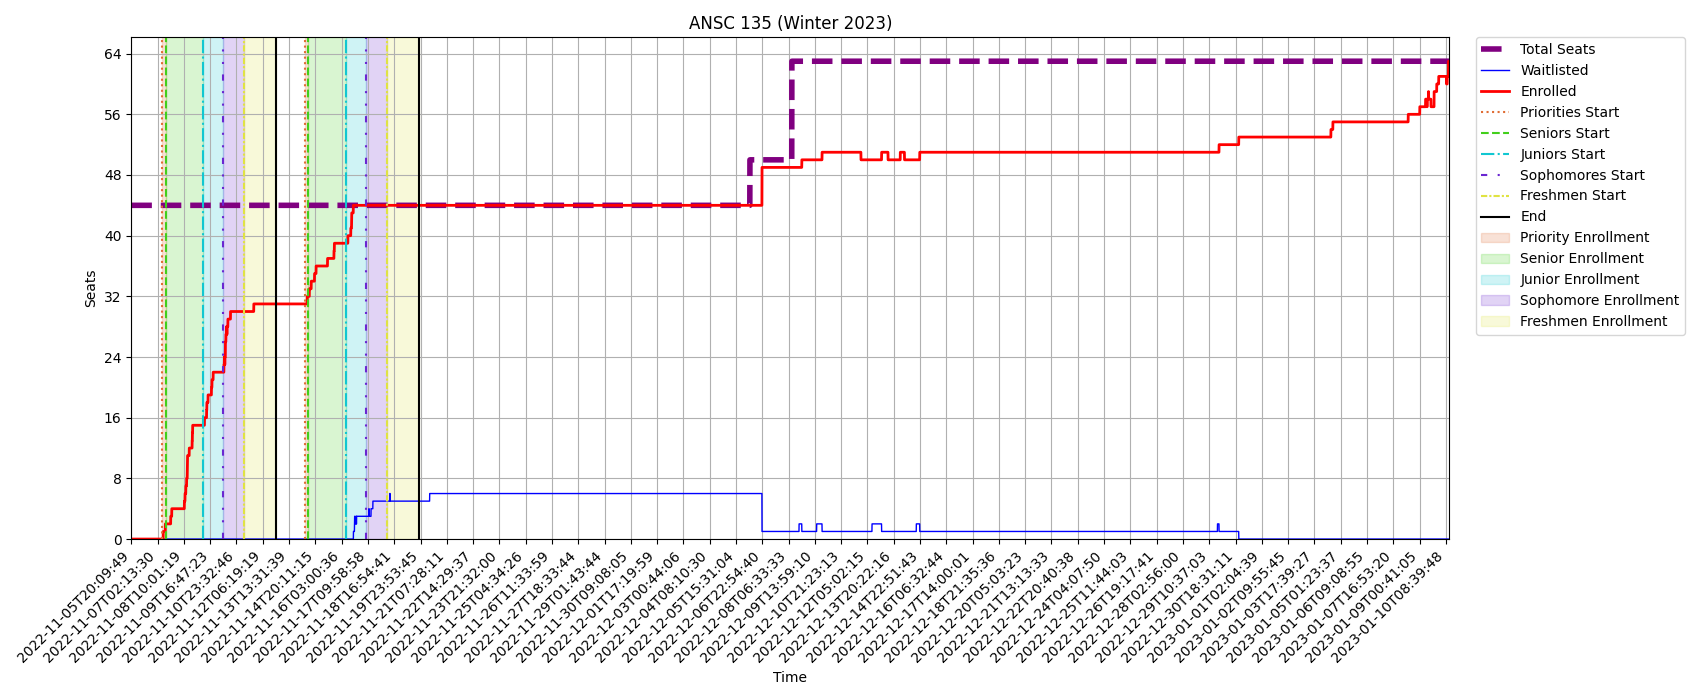 ANSC 135 (Winter 2023)
Seats
64
56
48
40
32
24
16
8
0
2022-11-05T20:09:49
2022-11-07T02:13:30
2022-11-08T10:01:19
2022-11-09T16:47:23
2022-11-10T23:32:46
2022-11-12T06:19:19
2022-11-13T13:31:39
2022-11-14T20:11:15
2022-11-16T03:00:36
2022-11-17T09:58:58
2022-11-18T16:54:41
2022-11-19T23:53:45
2022-11-21T07:28:11
2022-11-22T14:29:37
2022-11-23T21:32:00
2022-11-25T04:34:26
2022-11-26T11:33:59
2022-11-27T18:33:44
2022-11-29T01:43:44
2022-11-30T09:08:05
2022-12-01T17:19:59
2022-12-03T00:44:06
2022-12-04T08:10:30
2022-12-05T15:31:04
2022-12-06T22:54:40
2022-12-08T06:33:33
2022-12-09T13:59:10
2022-12-10T21:23:13
2022-12-12T05:02:15
2022-12-13T10:22:16
2022-12-14T22:51:43
2022-12-16T06:32:44
2022-12-17T14:00:01
2022-12-18T21:35:36
2022-12-20T05:03:23
2022-12-21T13:13:33
2022-12-22T20:40:38
2022-12-24T04:07:50
2022-12-25T11:44:03
2022-12-26T19:17:41
2022-12-28T02:56:00
2022-12-29T10:37:03
2022-12-30T18:31:11
2023-01-01T02:04:39
2023-01-02T09:55:45
2023-01-03T17:39:27
2023-01-05T01:23:37
2023-01-06T09:08:55
2023-01-07T16:53:20
2023-01-09T00:41:05
2023-01-10T08:39:48
Time
Total Seats
Waitlisted
Enrolled
Priorities Start
Seniors Start
Juniors Start
Sophomores Start
Freshmen Start
End
Priority Enrollment
Senior Enrollment
Junior Enrollment
Sophomore Enrollment
Freshmen Enrollment